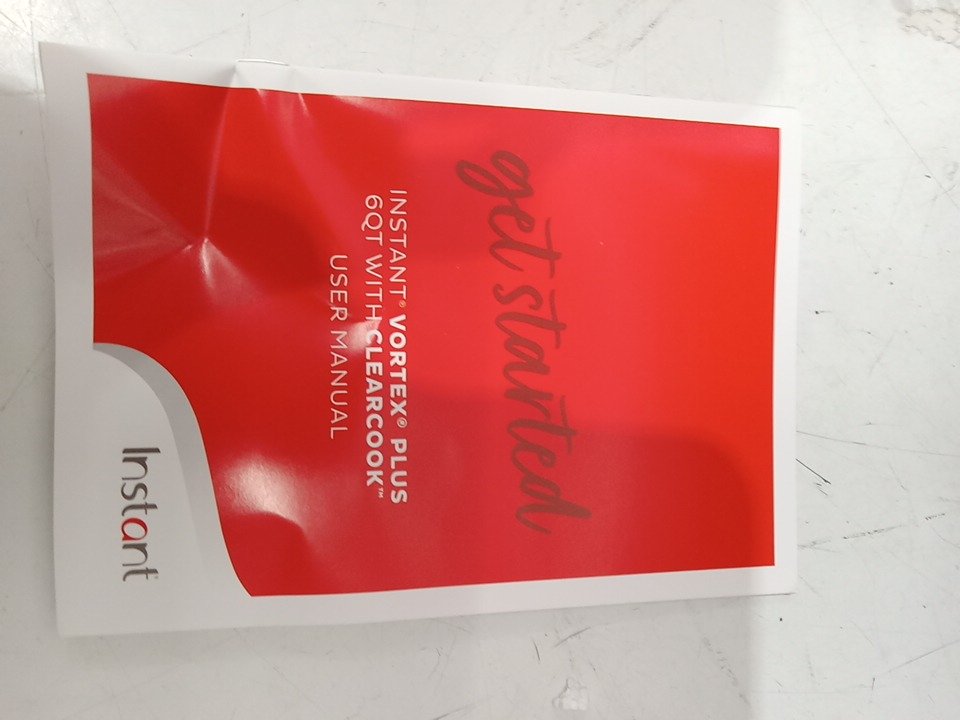 get started
INSTANT® VORTEX® PLUS
6QT WITH CLEARCOOK™
USER MANUAL
Instant®